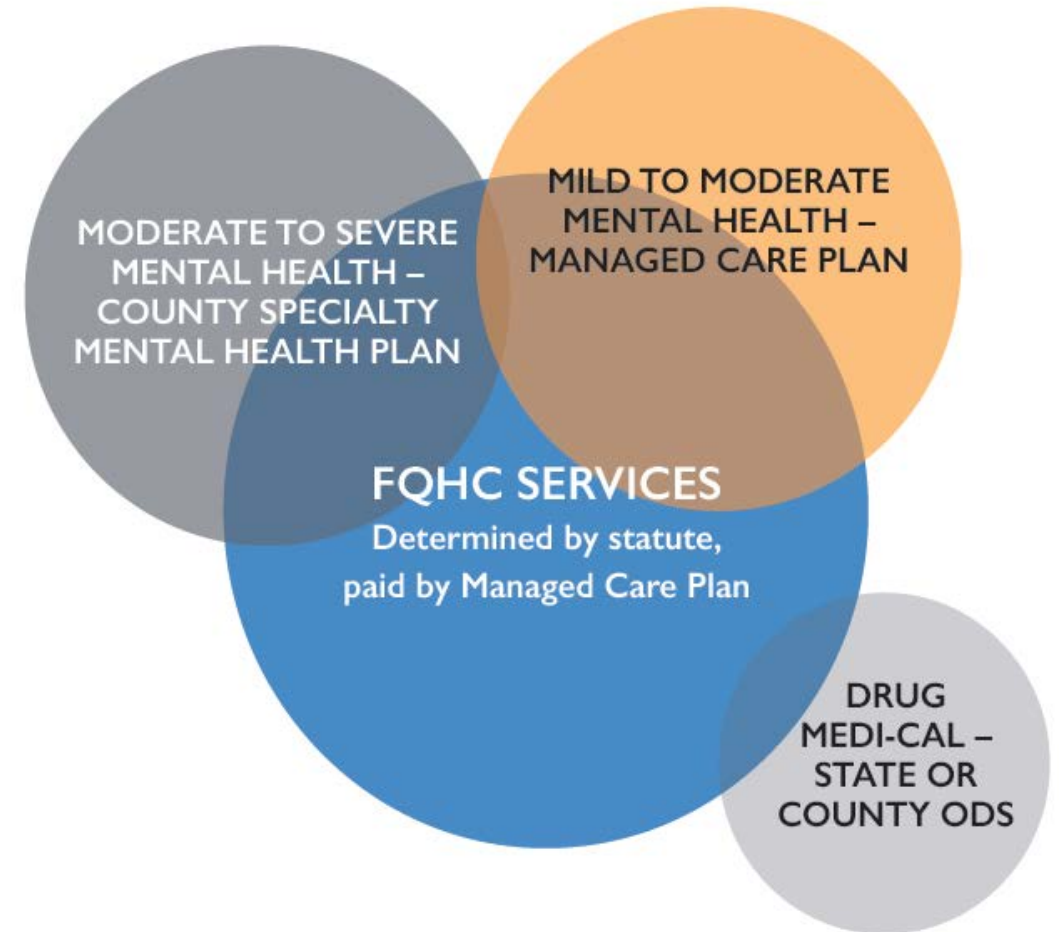 MODERATE TO SEVERE
MENTAL HEALTH –
COUNTY SPECIALTY
MENTAL HEALTH PLAN
MILD TO MODERATE
MENTAL HEALTH –
MANAGED CARE PLAN
FQHC SERVICES
Determined by statute,
paid by Managed Care Plan
DRUG
MEDI-CAL –
STATE OR
COUNTY ODS